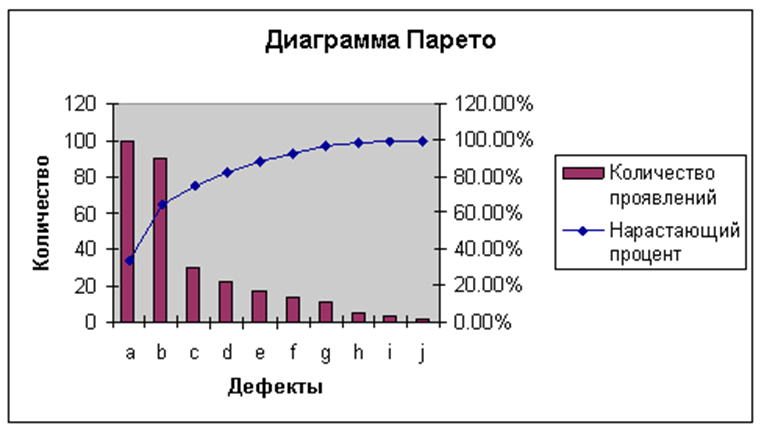 Диаграмма Парето
Количество
120
100
80
60
40
20
0
120.00%
100.00%
80.00%
60.00%
40.00%
20.00%
0.00%
a b c d e f g h i j
Дефекты
Количество
проявлений
Нарастающий
процент